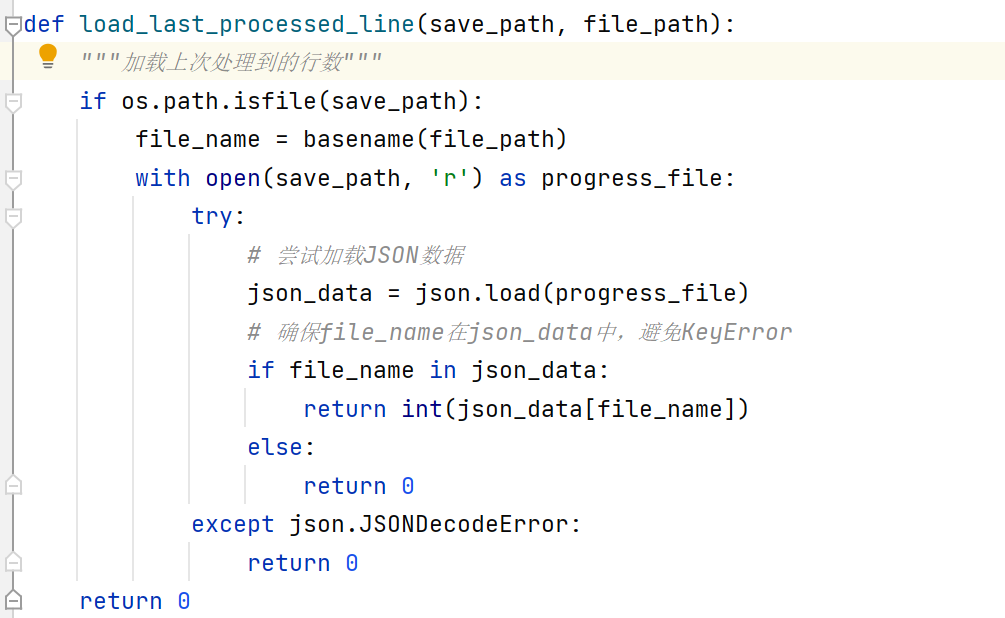 def load_last_processed_line(save_path, file_path):
    """加载上次处理到的行数"""
    if os.path.isfile(save_path):
        file_name = basename(file_path)
        with open(save_path, 'r') as progress_file:
            try:
                # 尝试加载JSON数据
                json_data = json.load(progress_file)
                # 确保file_name在json_data中，避免KeyError
                if file_name in json_data:
                    return int(json_data[file_name])
                else:
                    return 0
            except json.JSONDecodeError:
                return 0
    return 0